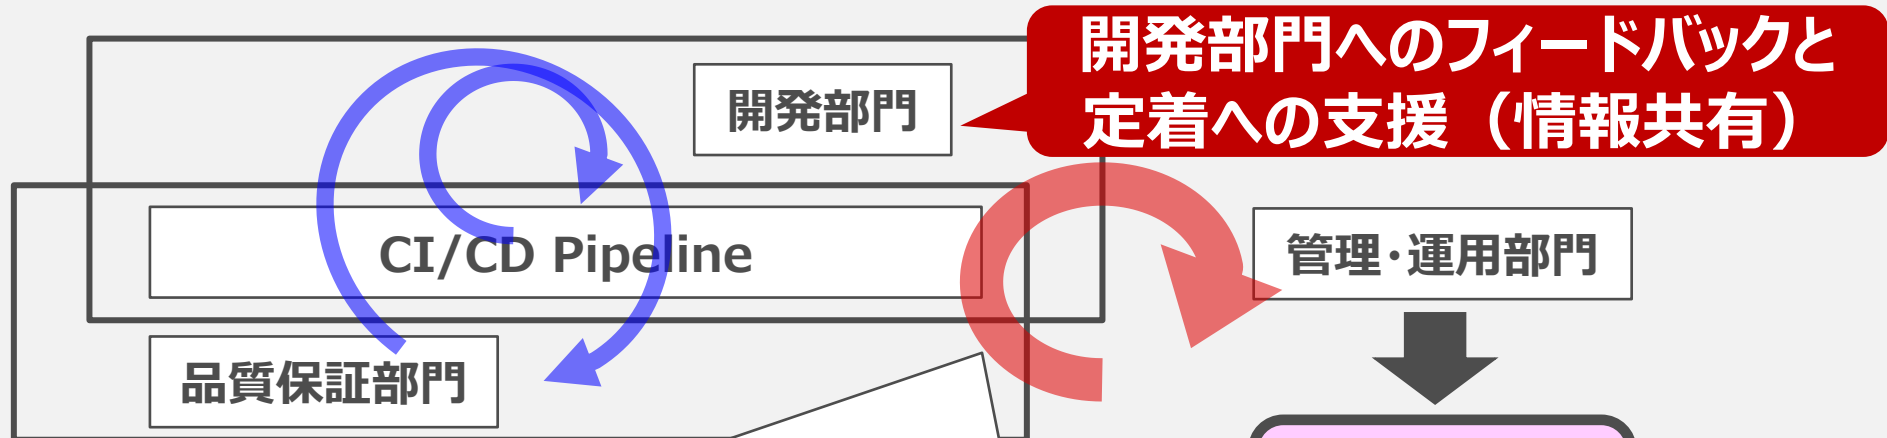 開発部門へのフィードバックと
定着への支援（情報共有）
開発部門
CI/CD Pipeline
管理・運用部門
品質保証部門